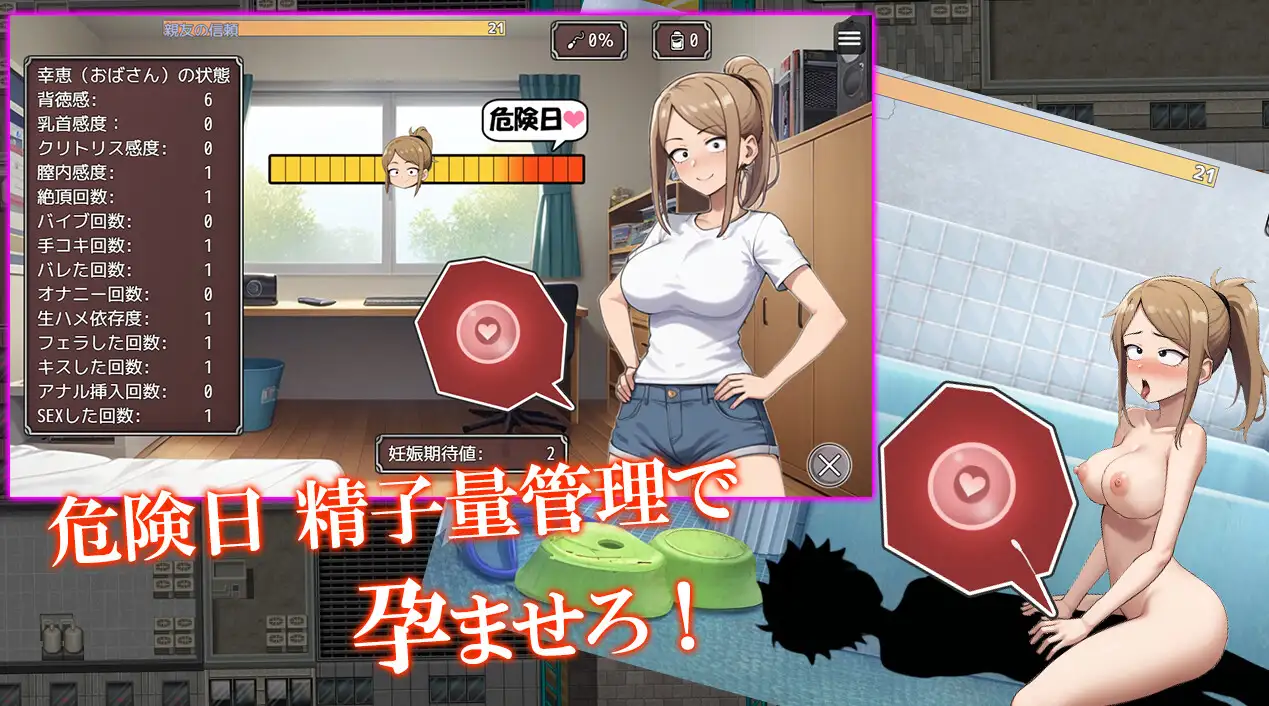 親友の信頼 21
0%
0
幸恵（おばさん）の状態
背徳感: 6
乳首感度: 0
クリトリス感度: 0
膣内感度: 1
絶頂回数: 1
バイブ回数: 0
手コキ回数: 1
バレた回数: 1
オナニー回数: 0
生ハメ依存度: 1
フェラした回数: 1
キスした回数: 1
アナル挿入回数: 0
SEXした回数: 1
危険日
妊娠期待値: 2
21
危険日 精子量管理で
孕ませろ！